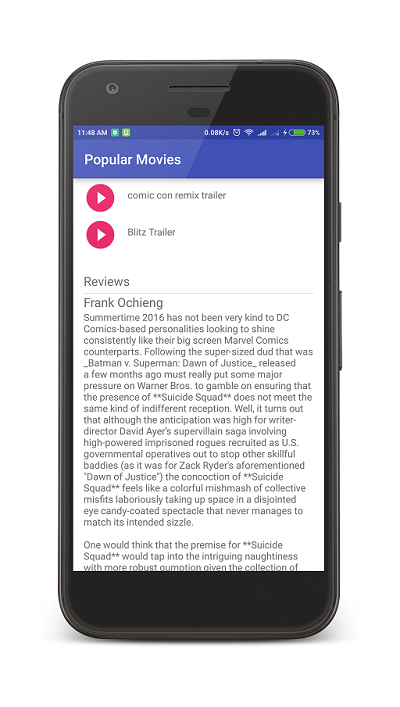 11:48 AM 0.08K/s 73%
Popular Movies
comic con remix trailer
Blitz Trailer
Reviews
Frank Ochieng
Summertime 2016 has not been very kind to DC
Comics-based personalities looking to shine
consistently like their big screen Marvel Comics
counterparts. Following the super-sized dud that was
_Batman v. Superman: Dawn of Justice_ released
a few months ago must really put some major
pressure on Warner Bros. to gamble on ensuring that
the presence of **Suicide Squad** does not meet the
same kind of indifferent reception. Well, it turns out
that although the anticipation was high for writer-
director David Ayer's supervillain saga involving
high-powered imprisoned rogues recruited as U.S.
governmental operatives out to stop other skillful
baddies (as it was for Zack Ryder's aforementioned
"Dawn of Justice") the concoction of **Suicide
Squad** feels like a colorful mishmash of collective
misfits laboriously taking up space in a disjointed
eye candy-coated spectacle that never manages to
match its intended sizzle.
One would think that the premise for **Suicide
Squad** would tap into the intriguing naughtiness
with more robust gumption given the collection of